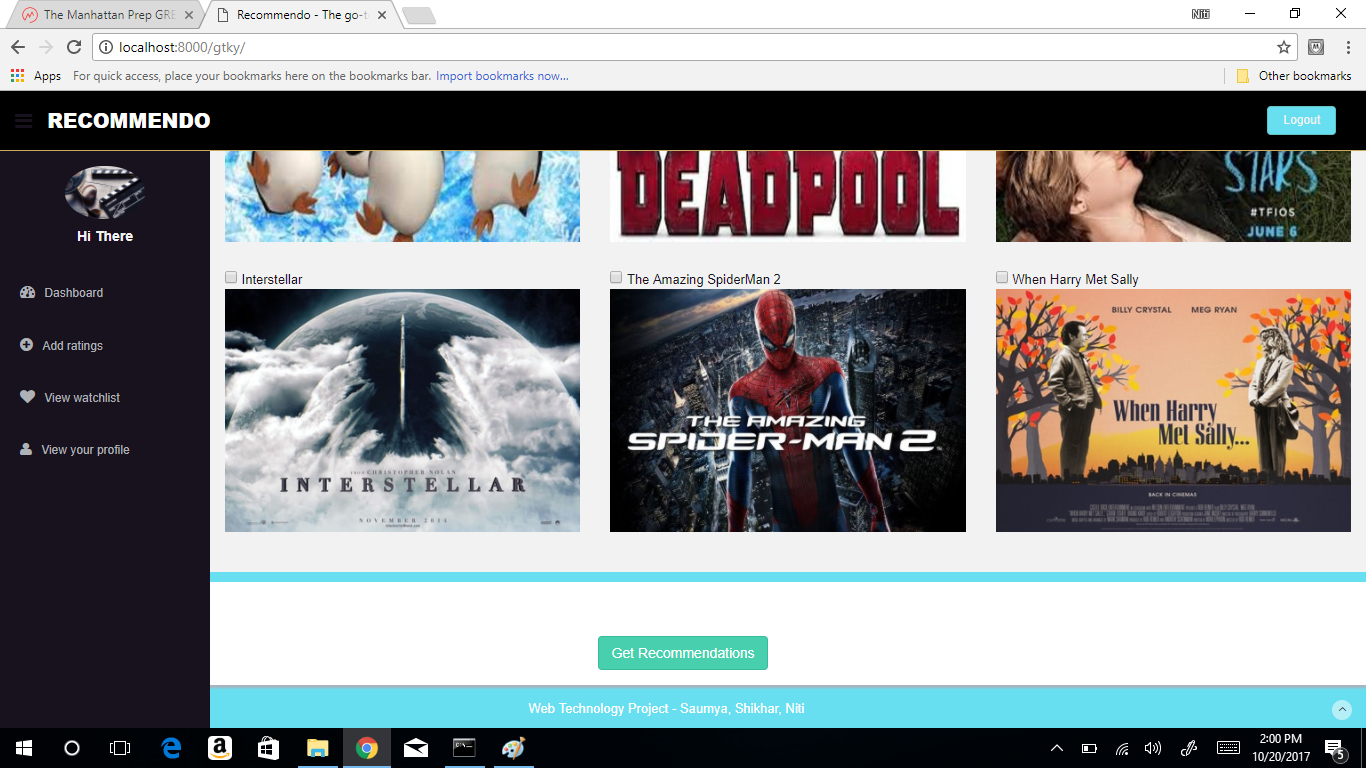 The Manhattan Prep GRE
Recommendo - The go-t
Niti
localhost:8000/gtky/
Apps
For quick access, place your bookmarks here on the bookmarks bar. Import bookmarks now...
Other bookmarks
RECOMMENDO
Logout
Hi There
Dashboard
Add ratings
View watchlist
View your profile
DEADPOOL
STARS
#TFIOS
JUNE 6
Interstellar
The Amazing SpiderMan 2
When Harry Met Sally
FROM CHRISTOPHER NOLAN
INTERSTELLAR
NOVEMBER 2014
THE AMAZING
SPIDER-MAN 2
BILLY CRYSTAL MEG RYAN
When Harry
Met Sally...
BACK IN CINEMAS
Get Recommendations
Web Technology Project - Saumya, Shikhar, Niti
2:00 PM
10/20/2017
5